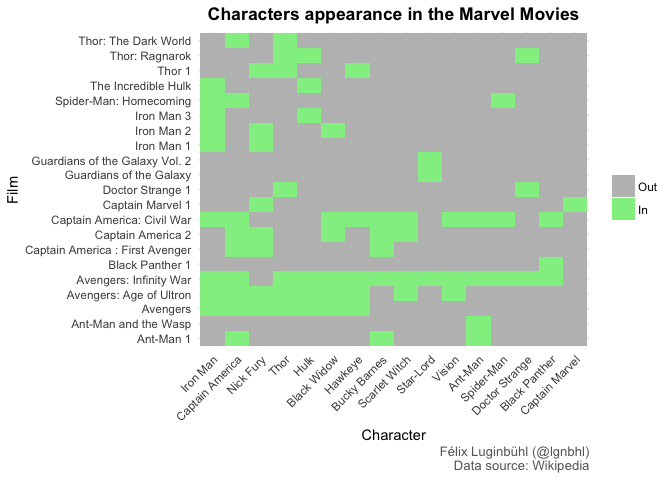 Characters appearance in the Marvel Movies
Film
Thor: The Dark World
Thor: Ragnarok
Thor 1
The Incredible Hulk
Spider-Man: Homecoming
Iron Man 3
Iron Man 2
Iron Man 1
Guardians of the Galaxy Vol. 2
Guardians of the Galaxy
Doctor Strange 1
Captain Marvel 1
Captain America: Civil War
Captain America 2
Captain America : First Avenger
Black Panther 1
Avengers: Infinity War
Avengers: Age of Ultron
Avengers
Ant-Man and the Wasp
Ant-Man 1
Out
In
Iron Man
Captain America
Nick Fury
Thor
Hulk
Black Widow
Hawkeye
Bucky Barnes
Scarlet Witch
Star-Lord
Vision
Ant-Man
Spider-Man
Doctor Strange
Black Panther
Captain Marvel
Character
Félix Luginbühl (@lgnbhl)
Data source: Wikipedia